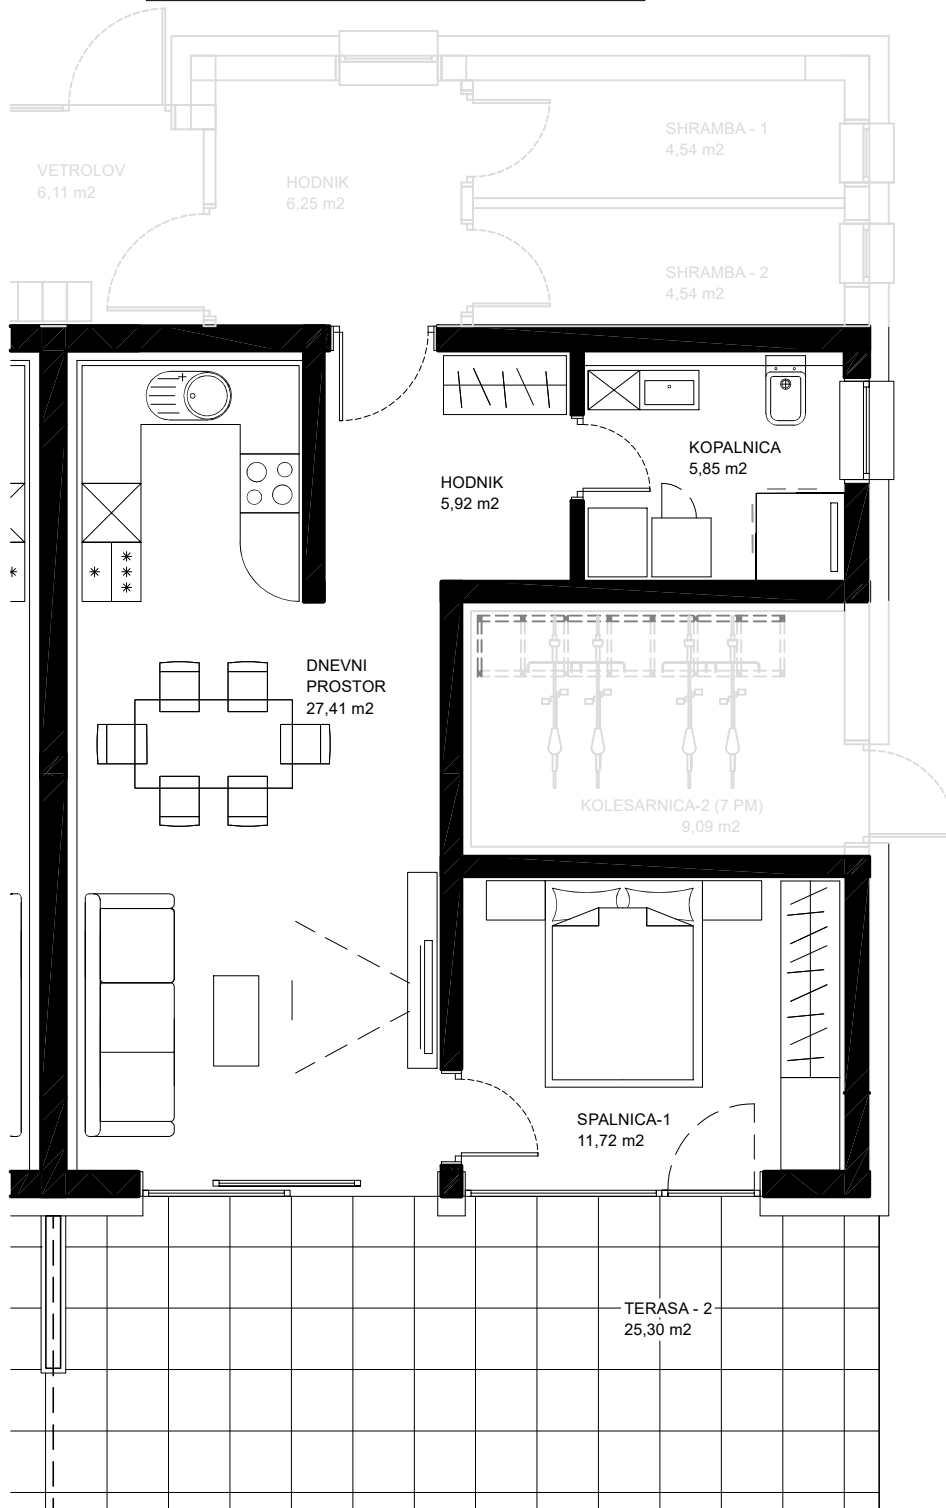 SHRAMBA - 1
4,54 m2
VETROLOV
6,11 m2
HODNIK
6,25 m2
SHRAMBA - 2
4,54 m2
KOPALNICA
5,85 m2
HODNIK
5,92 m2
DNEVNI
PROSTOR
27,41 m2
KOLESARNICA-2 (7 PM)
9,09 m2
SPALNICA-1
11,72 m2
TERASA - 2
25,30 m2